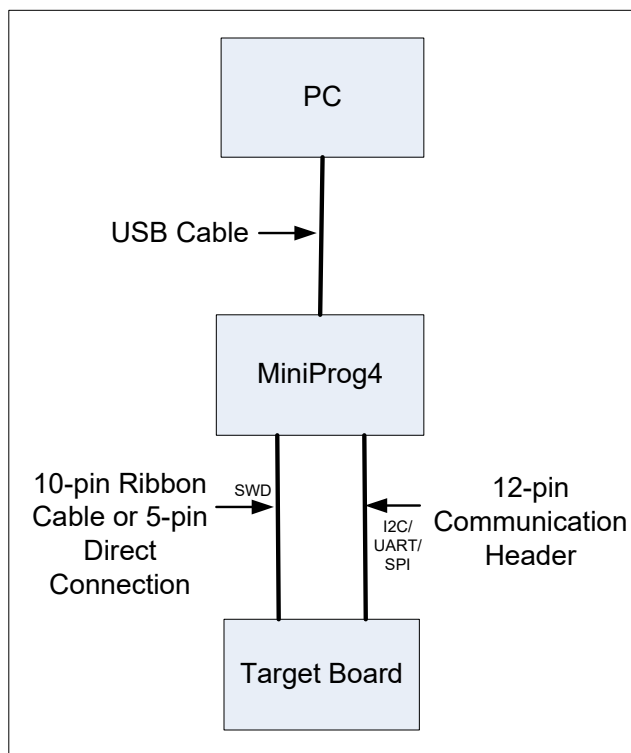 PC
USB Cable
MiniProg4
10-pin Ribbon
Cable or 5-pin
Direct
Connection
SWD
I2C/
UART/
SPI
12-pin
Communication
Header
Target Board